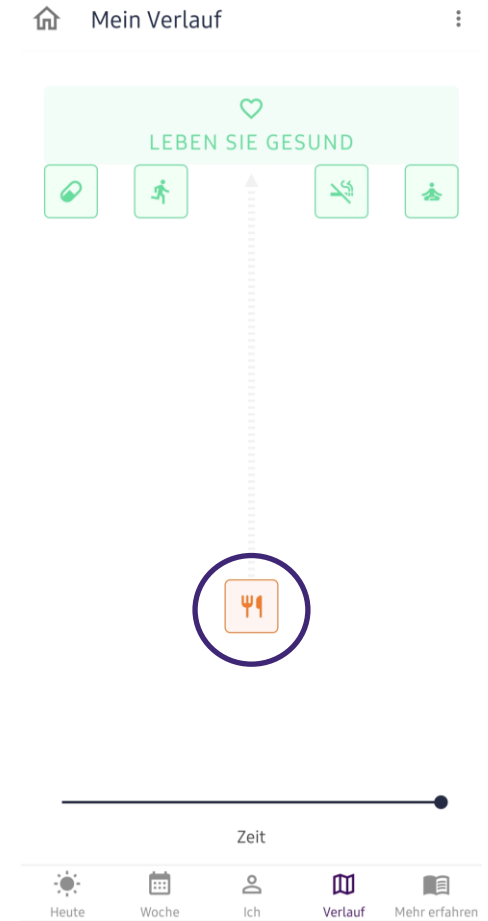 Mein Verlauf
LEBEN SIE GESUND
Zeit
Heute
Woche
Ich
Verlauf
Mehr erfahren